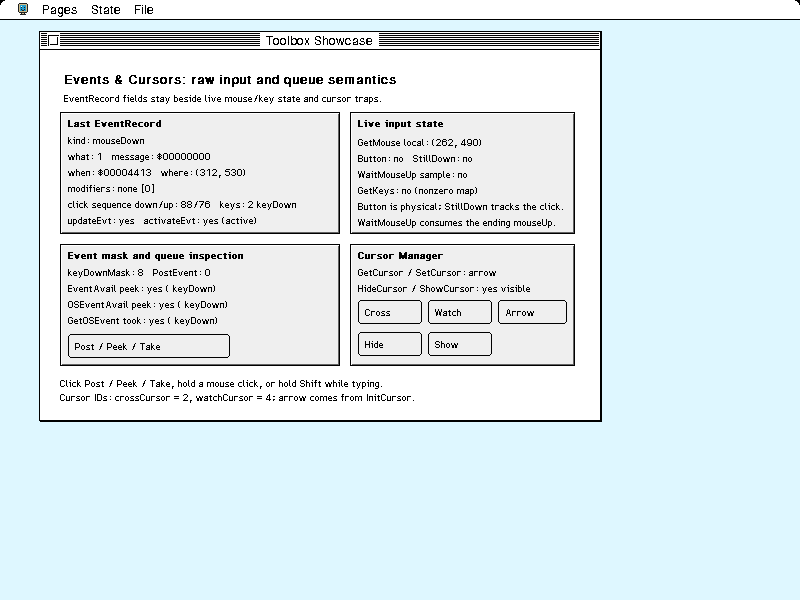 Pages State File
Toolbox Showcase
Events & Cursors: raw input and queue semantics
EventRecord fields stay beside live mouse/key state and cursor traps.
Last EventRecord
kind: mouseDown
what: 1 message: $00000000
when: $00004413 where: (312, 530)
modifiers: none [0]
click sequence down/up: 88/76 keys: 2 keyDown
updateEvt: yes activateEvt: yes (active)
Live input state
GetMouse local: (262, 490)
Button: no StillDown: no
WaitMouseUp sample: no
GetKeys: no (nonzero map)
Button is physical; StillDown tracks the click.
WaitMouseUp consumes the ending mouseUp.
Event mask and queue inspection
keyDownMask: 8 PostEvent: 0
EventAvail peek: yes ( keyDown)
OSEventAvail peek: yes ( keyDown)
GetOSEvent took: yes ( keyDown)
Post / Peek / Take
Cursor Manager
GetCursor / SetCursor: arrow
HideCursor / ShowCursor: yes visible
Cross Watch Arrow
Hide Show
Click Post / Peek / Take, hold a mouse click, or hold Shift while typing.
Cursor IDs: crossCursor = 2, watchCursor = 4; arrow comes from InitCursor.